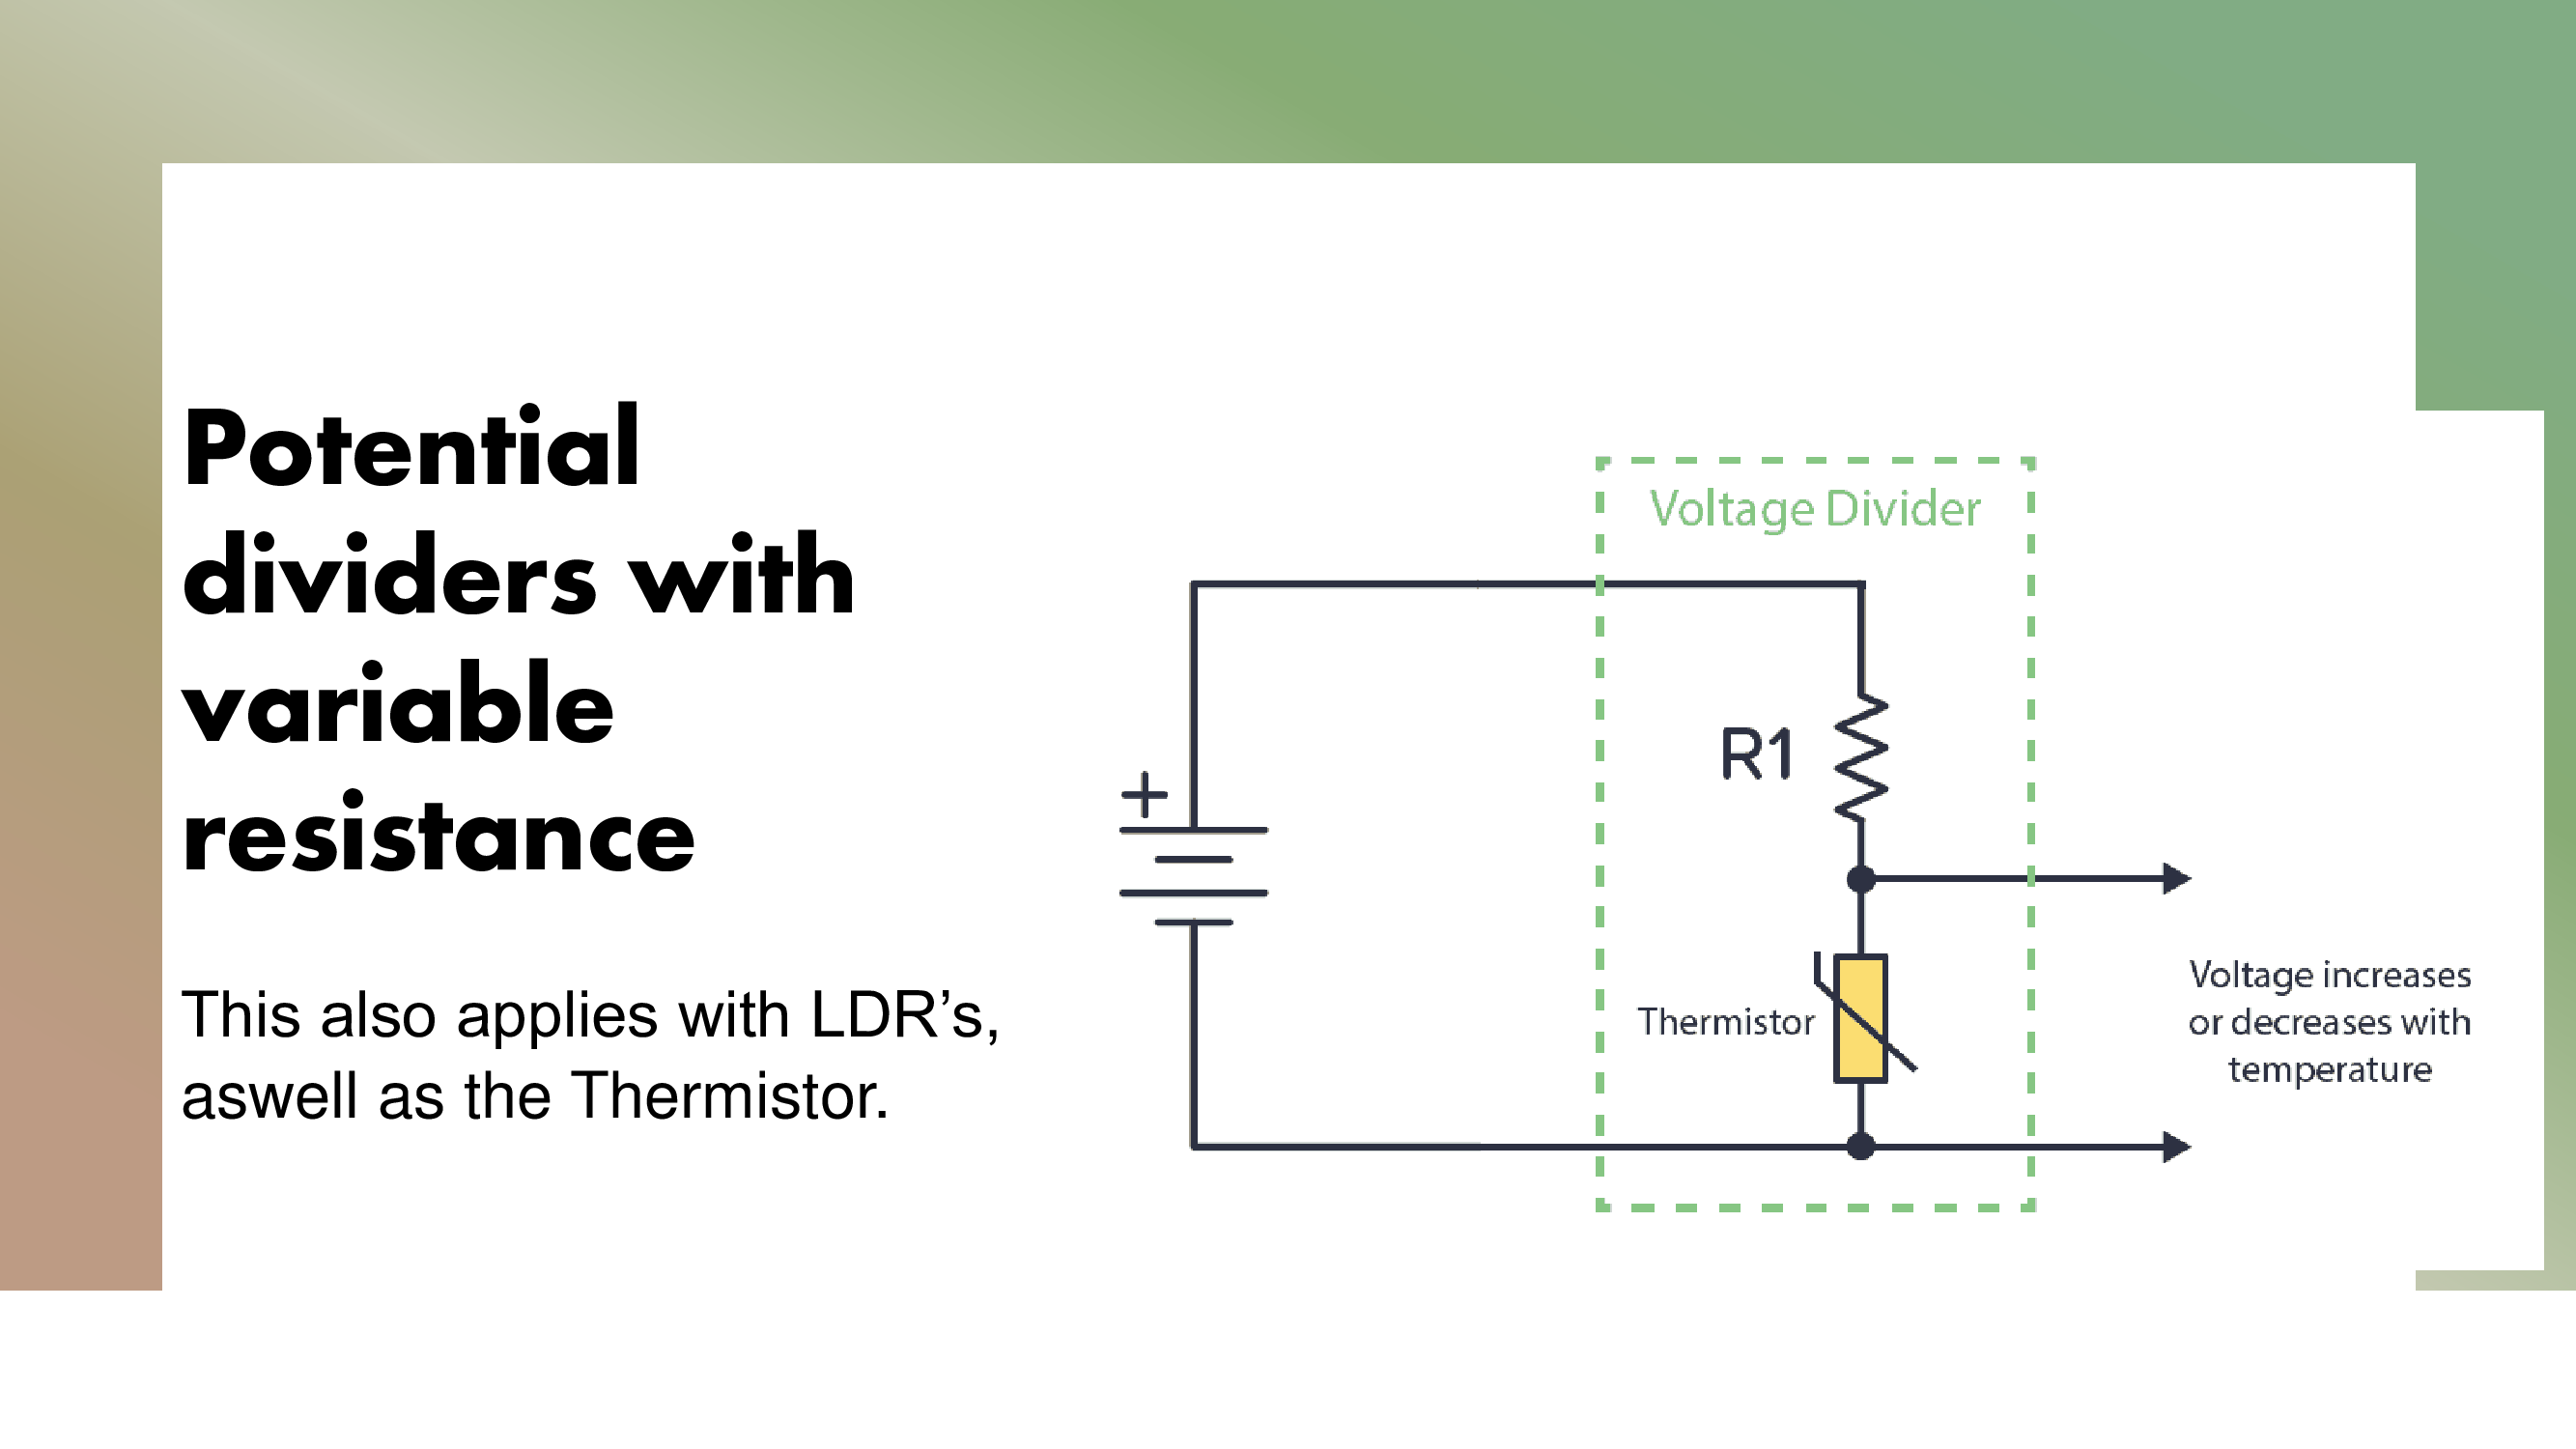 Potential
dividers with
variable
resistance
This also applies with LDR’s,
aswell as the Thermistor.
Voltage Divider
R1
+
Thermistor
Voltage increases
or decreases with
temperature